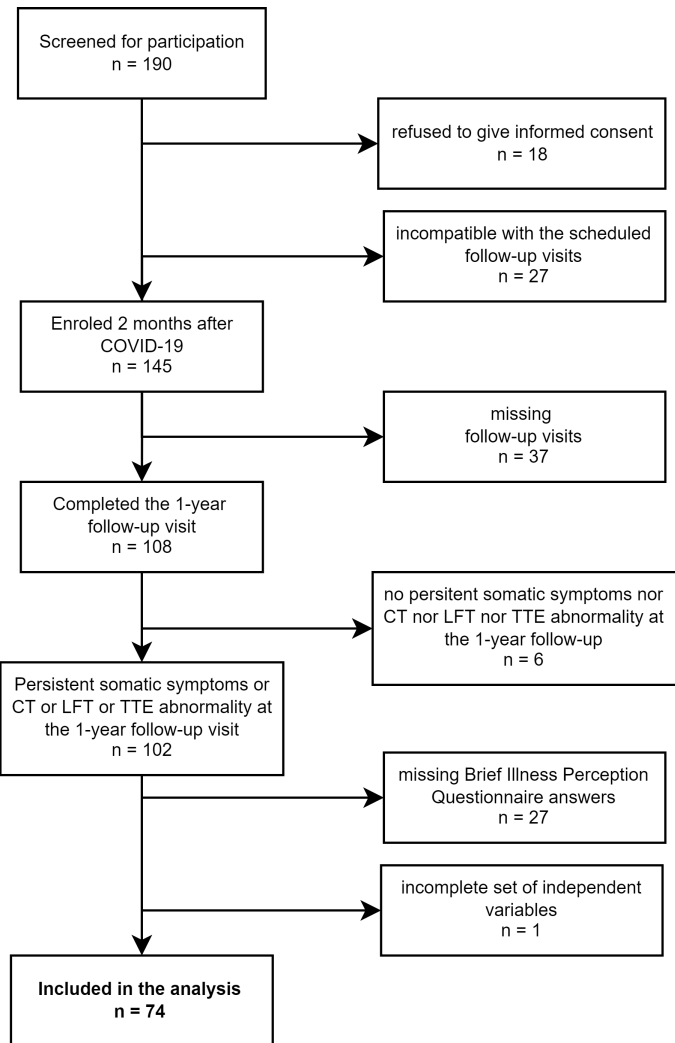 Screened for participation
n = 190
refused to give informed consent
n = 18
incompatible with the scheduled
follow-up visits
n = 27
Enroled 2 months after
COVID-19
n = 145
missing
follow-up visits
n = 37
Completed the 1-year
follow-up visit
n = 108
no persitent somatic symptoms nor
CT nor LFT nor TTE abnormality at
the 1-year follow-up
n = 6
Persistent somatic symptoms or
CT or LFT or TTE abnormality at
the 1-year follow-up visit
n = 102
missing Brief Illness Perception
Questionnaire answers
n = 27
incomplete set of independent
variables
n = 1
Included in the analysis
n = 74